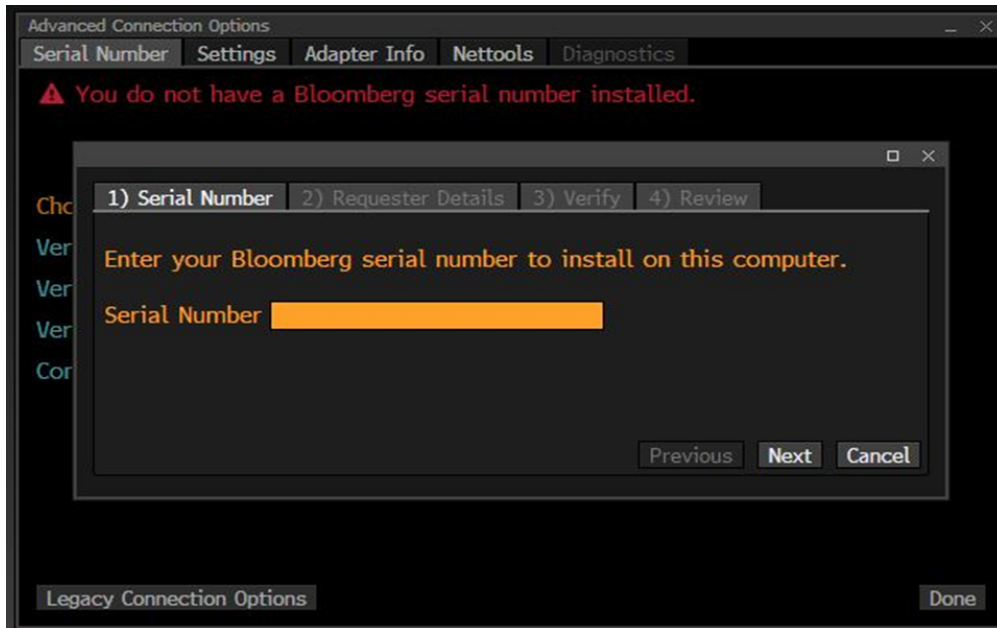 Advanced Connection Options
Serial Number Settings Adapter Info Nettools Diagnostics
You do not have a Bloomberg serial number installed.
1) Serial Number 2) Requester Details 3) Verify 4) Review
Enter your Bloomberg serial number to install on this computer.
Serial Number
Previous Next Cancel
Legacy Connection Options Done